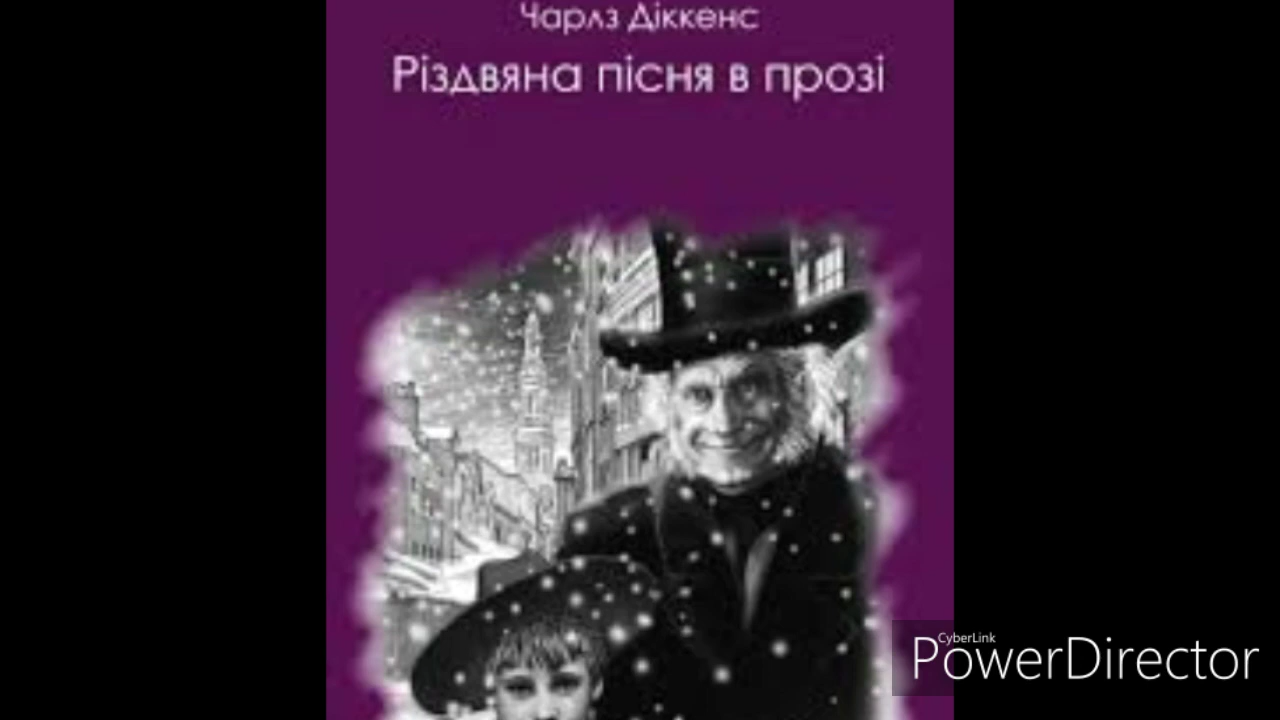 Чарлз Діккенс
Різдвяна пісня в прозі
CyberLink
PowerDirector